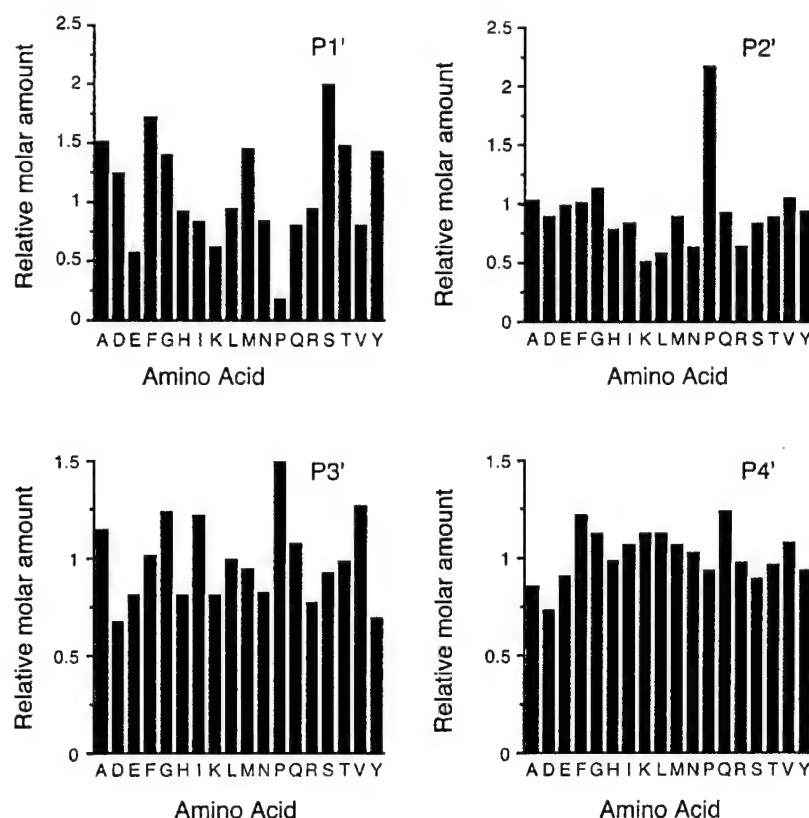 P1'
Relative molar amount
2.5
2
1.5
1
0.5
0
A D E F G H I K L M N P Q R S T V Y
Amino Acid
P2'
Relative molar amount
2.5
2
1.5
1
0.5
0
A D E F G H I K L M N P Q R S T V Y
Amino Acid
P3'
Relative molar amount
1.5
1
0.5
0
A D E F G H I K L M N P Q R S T V Y
Amino Acid
P4'
Relative molar amount
1.5
1
0.5
0
A D E F G H I K L M N P Q R S T V Y
Amino Acid